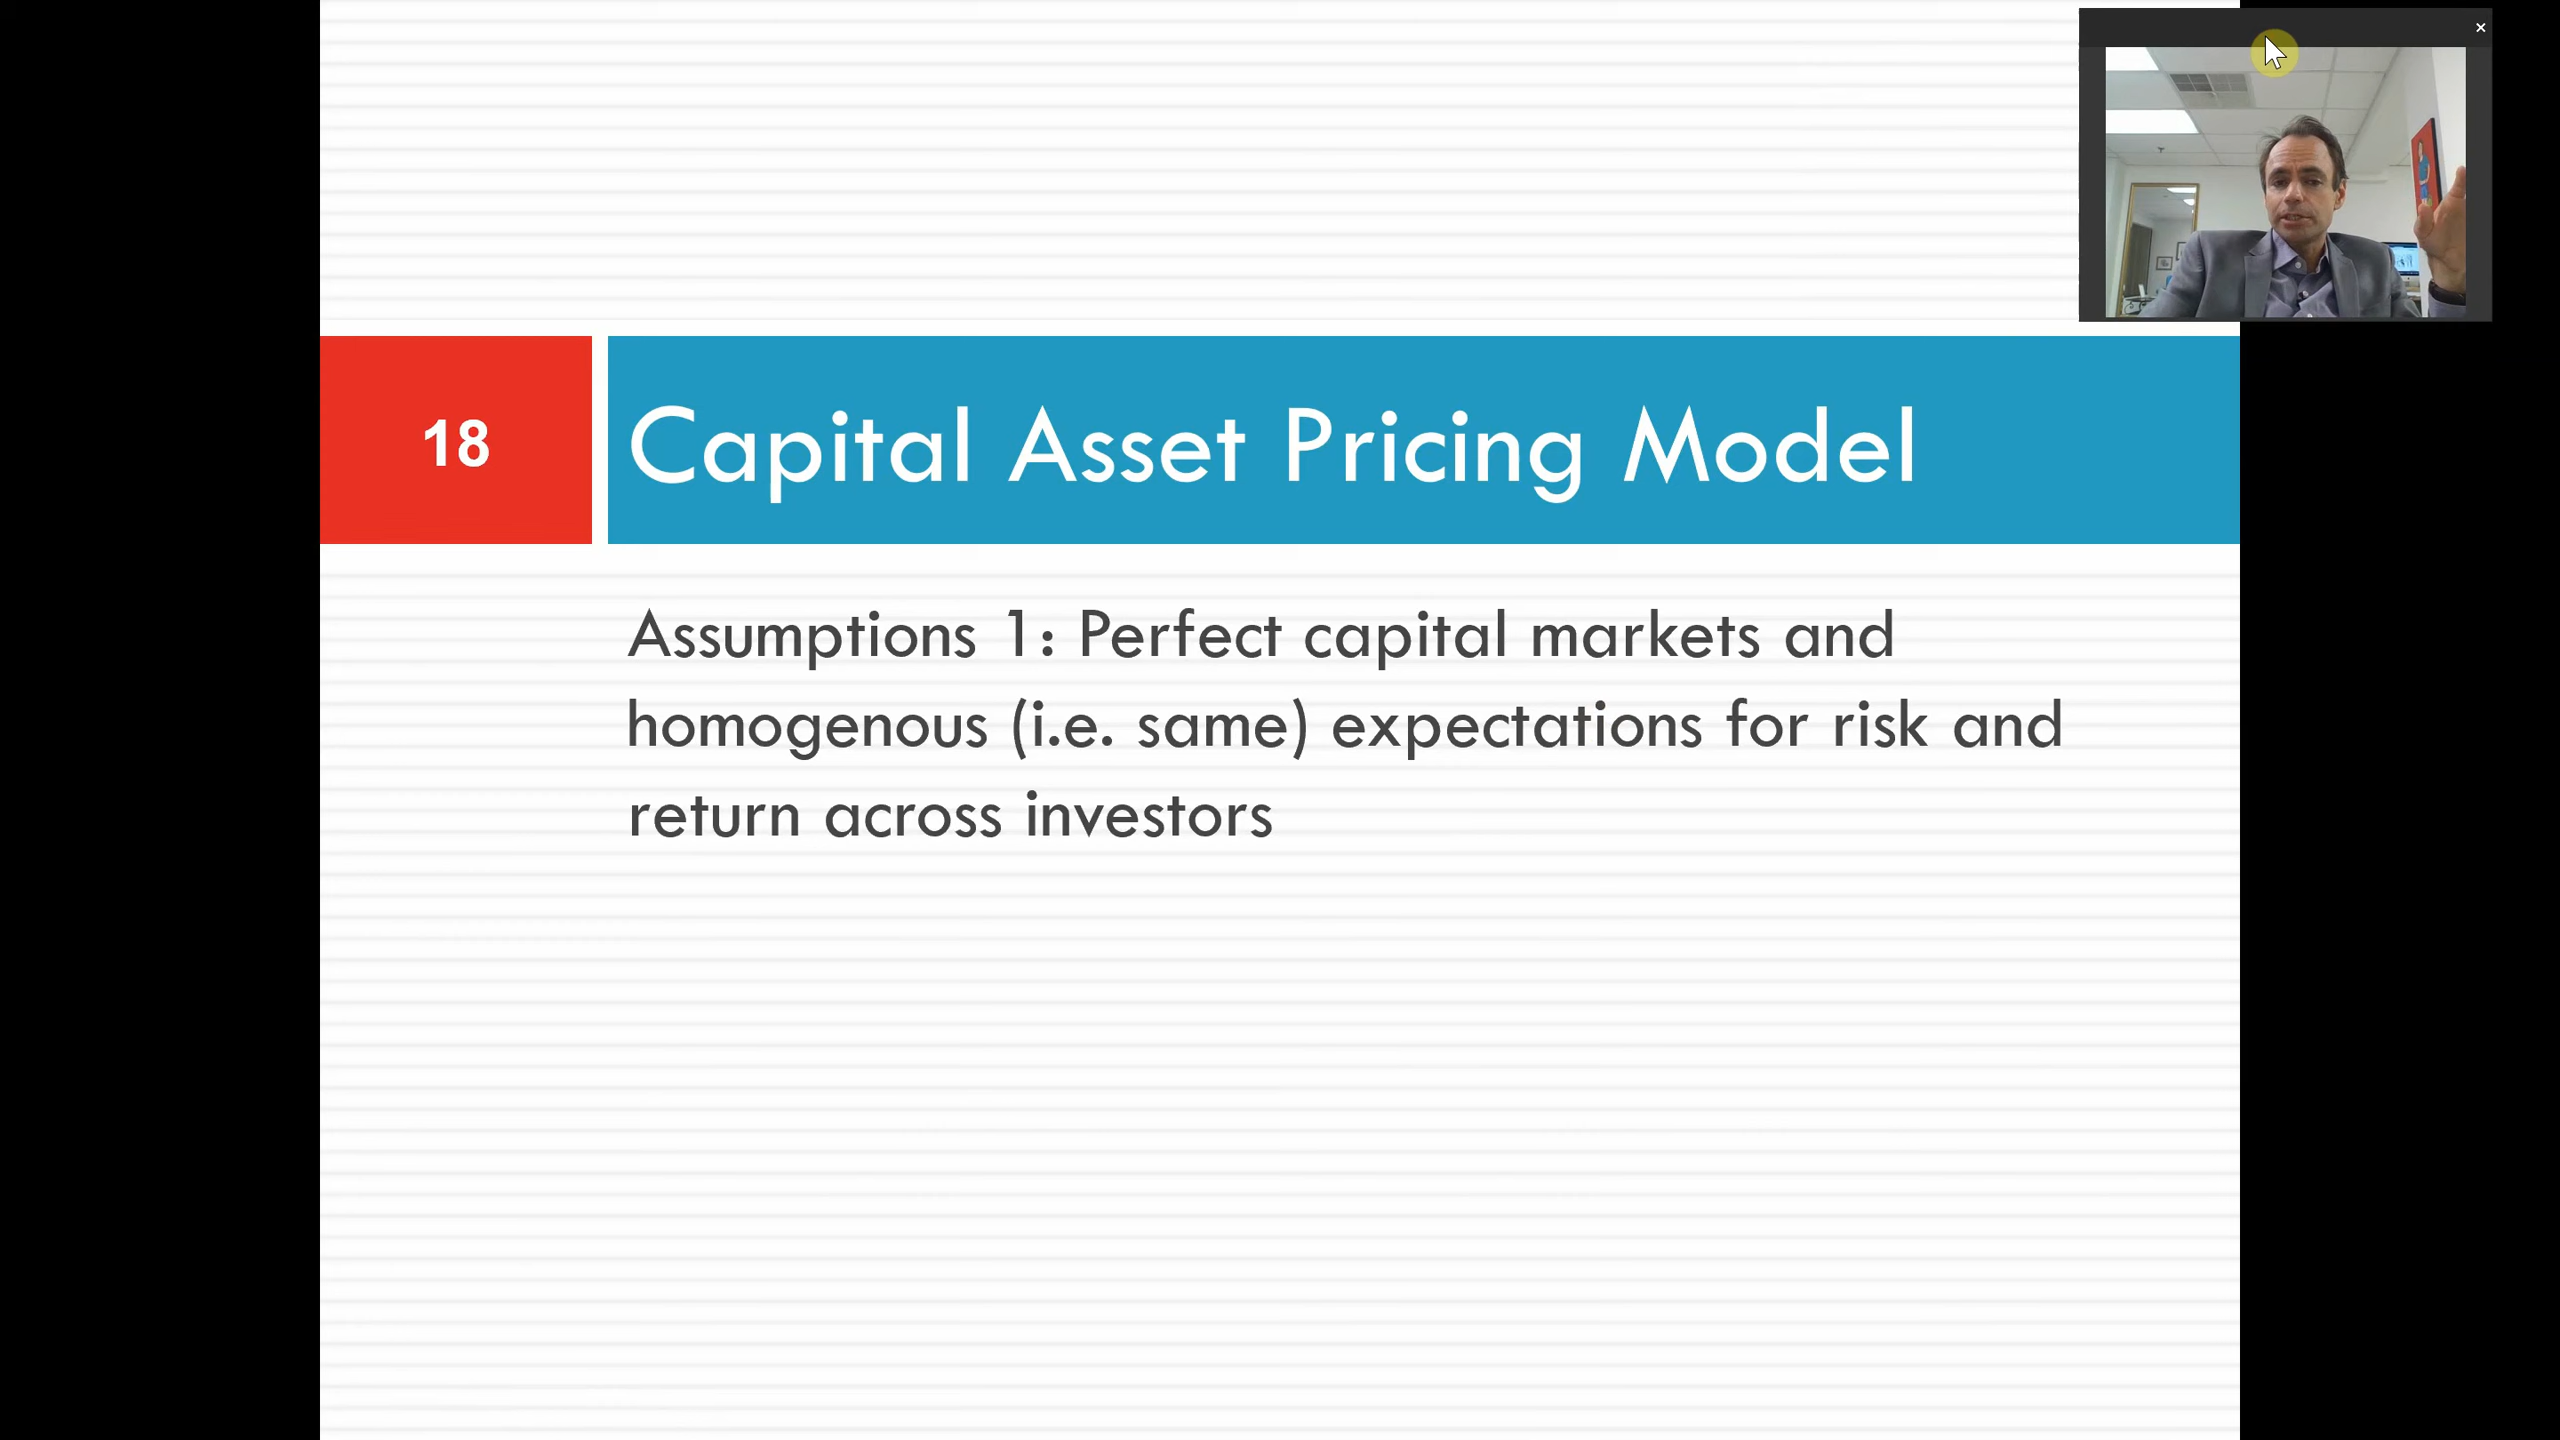 18
Capital Asset Pricing Model
Assumptions 1: Perfect capital markets and
homogenous (i.e. same) expectations for risk and
return across investors